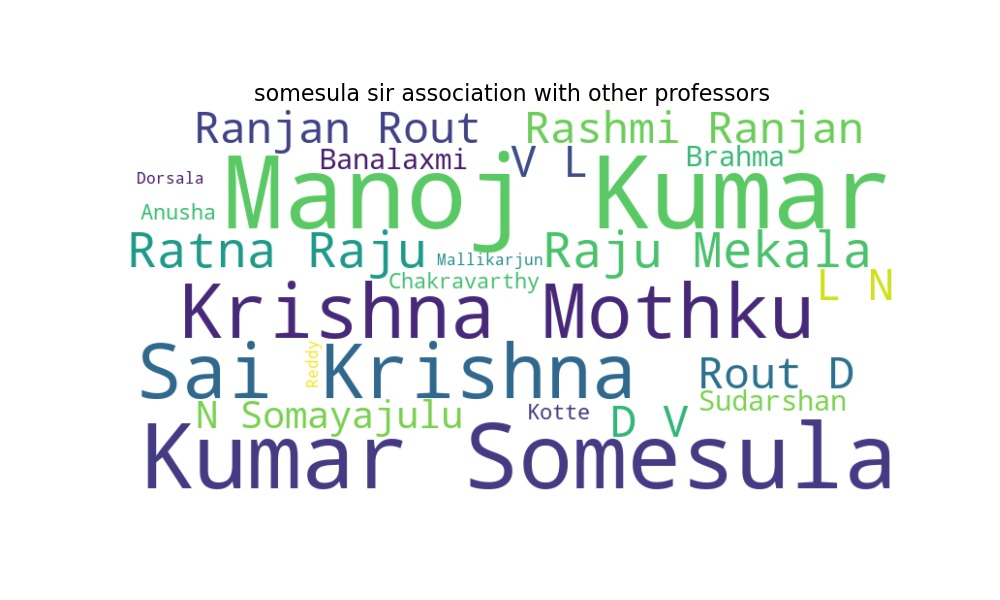 somesula sir association with other professors
Ranjan Rout Rashmi Ranjan
Banalaxmi V L Brahma
Dorsala Manoj Kumar
Anusha
Ratna Raju Mallikarjun Raju Mekala
Chakravarthy L N
Krishna Mothku
Sai Krishna Reddy Rout D
N Somayajulu Kotte D V Sudarshan
Kumar Somesula